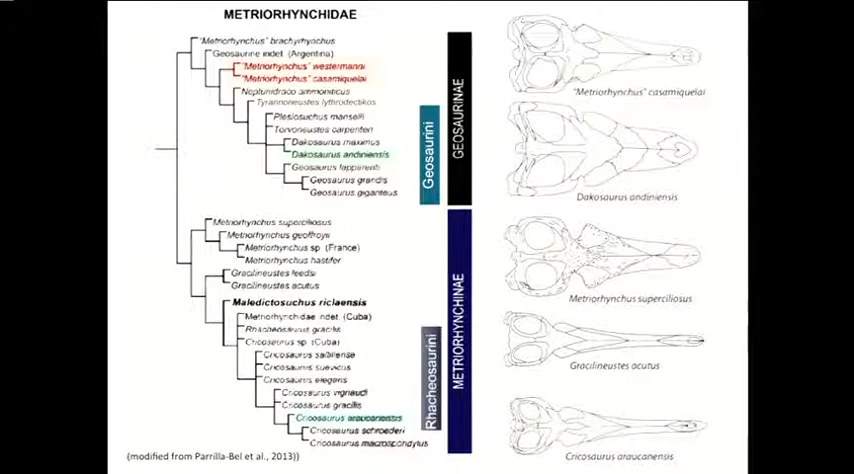 METRIORHYNCHIDAE
"Metriorhynchus" brachyrhynchus
Geosaurine indet. (Argentina)
"Metriorhynchus" westermanni
"Metriorhynchus" casamiquelai
Neptunidraco ammoniticus
Tyrannoneustes lythrodectikos
Plesiosuchus manselii
Torvoneustes carpenteri
Dakosaurus maximus
Dakosaurus andiniensis
Geosaurus lapparenti
Geosaurus grandis
Geosaurus giganteus
Geosaurini
GEOSAURINAE
Metriorhynchus superciliosus
Metriorhynchus geoffroyii
Metriorhynchus sp (France)
Metriorhynchus hastifer
Gracilineustes leedsi
Gracilineustes acutus
Maledictosuchus riclaensis
Metriorhynchidae indet. (Cuba)
Rhacheosaurus gracilis
Cricosaurus sp. (Cuba)
Cricosaurus saltillense
Cricosaurus suevicus
Cricosaurus elegans
Cricosaurus vignaudi
Cricosaurus gracilis
Cricosaurus araucanensis
Cricosaurus schroederi
Cricosaurus macrospondylus
Rhacheosaurini
METRIORHYNCHINAE
"Metriorhynchus" casamiquelai
Dakosaurus andiniensis
Metriorhynchus superciliosus
Gracilineustes acutus
Cricosaurus araucanensis
(modified from Parrilla-Bel et al., 2013))